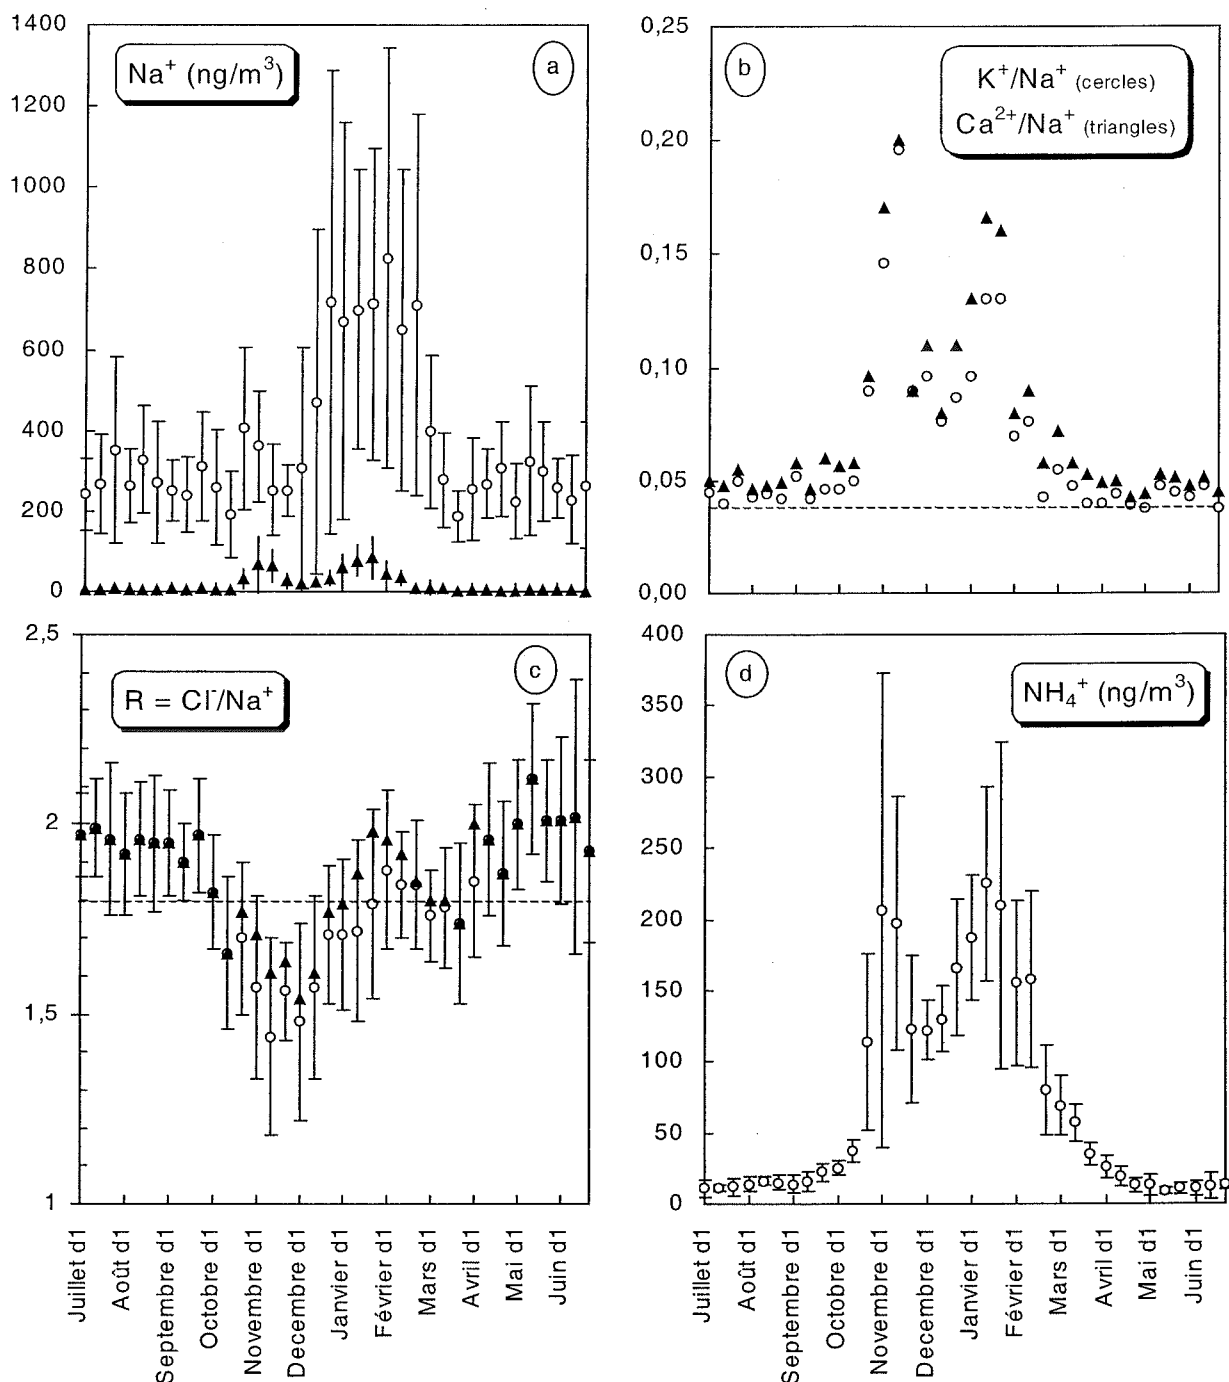 1400
1200
1000
800
600
400
200
0
Na⁺ (ng/m³)
a
0,25
0,20
0,15
0,10
0,05
0,00
b
K⁺/Na⁺ (cercles)
Ca²⁺/Na⁺ (triangles)
2,5
2
1,5
1
R = Cl⁻/Na⁺
c
400
350
300
250
200
150
100
50
0
d
NH₄⁺ (ng/m³)
Juillet d1
Août d1
Septembre d1
Octobre d1
Novembre d1
Decembre d1
Janvier d1
Février d1
Mars d1
Avril d1
Mai d1
Juin d1
Juillet d1
Août d1
Septembre d1
Octobre d1
Novembre d1
Decembre d1
Janvier d1
Février d1
Mars d1
Avril d1
Mai d1
Juin d1